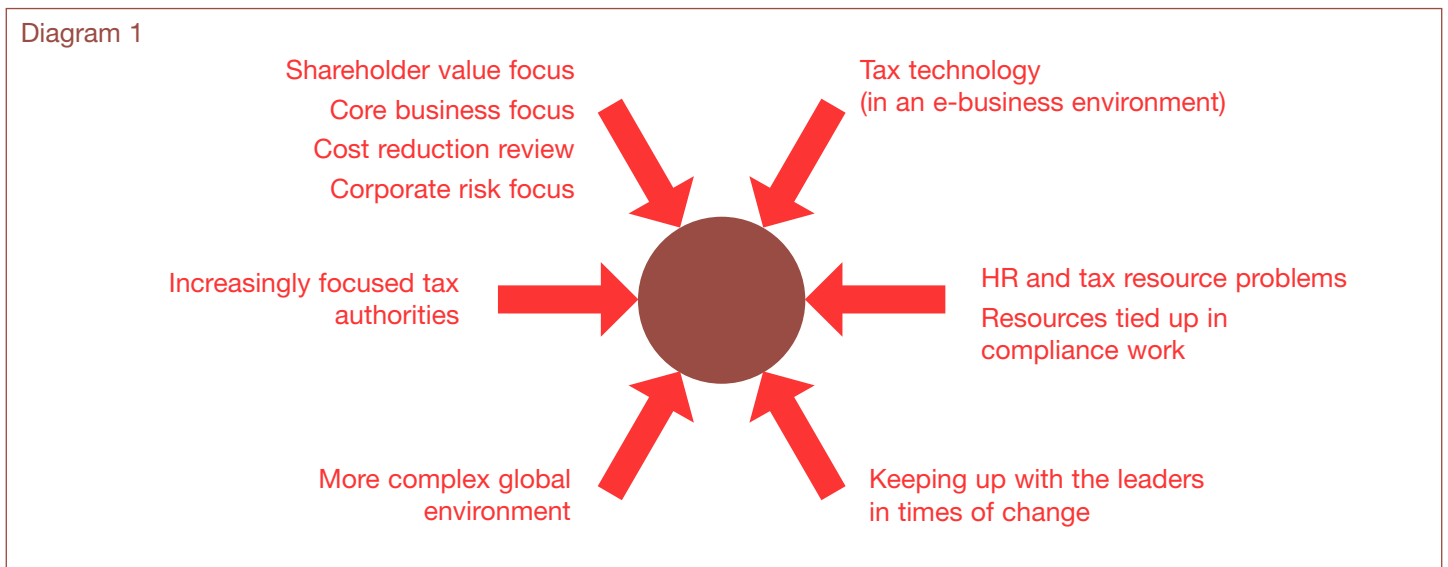 Diagram 1
Shareholder value focus
Core business focus
Cost reduction review
Corporate risk focus
Tax technology
(in an e-business environment)
Increasingly focused tax
authorities
HR and tax resource problems
Resources tied up in
compliance work
More complex global
environment
Keeping up with the leaders
in times of change